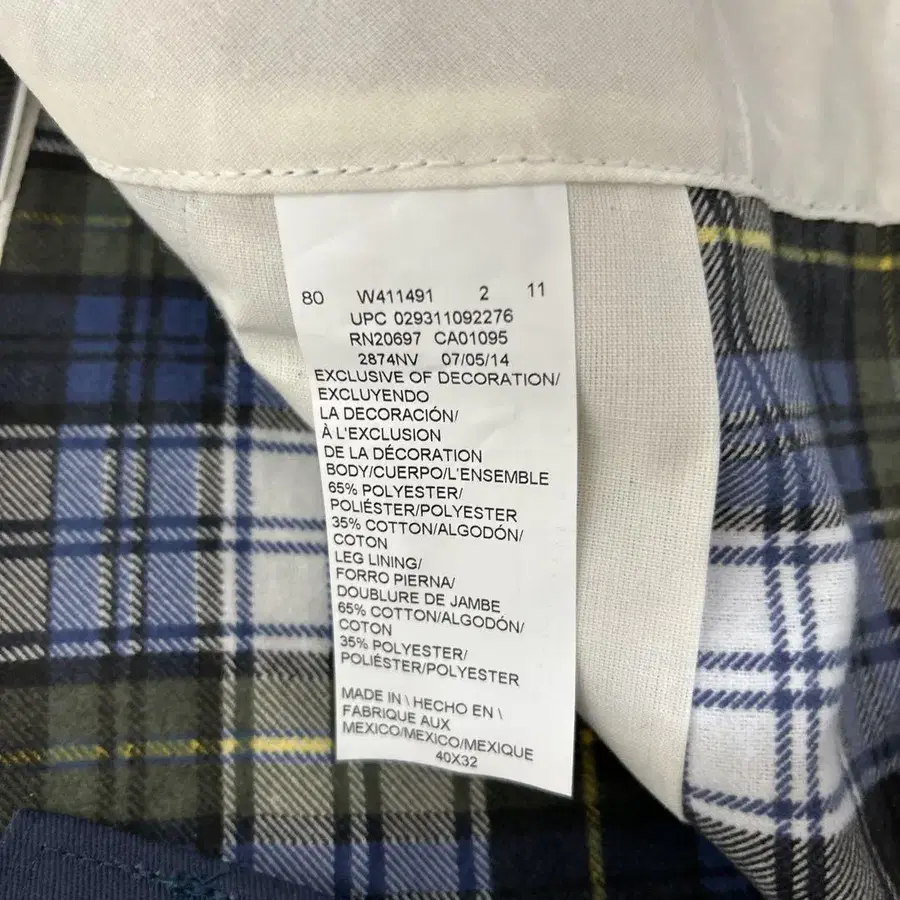 80 W411491 2 11
UPC 029311092276
RN20697 CA01095
2874NV 07/05/14
EXCLUSIVE OF DECORATION/
EXCLUYENDO
LA DECORACIÓN/
À L'EXCLUSION
DE LA DÉCORATION
BODY/CUERPO/L'ENSEMBLE
65% POLYESTER/
POLIÉSTER/POLYESTER
35% COTTON/ALGODÓN/
COTON
LEG LINING/
FORRO PIERNA/
DOUBLURE DE JAMBE
65% COTTON/ALGODÓN/
COTON
35% POLYESTER/
POLIÉSTER/POLYESTER
MADE IN \ HECHO EN \
FABRIQUE AUX
MEXICO/MEXICO/MEXIQUE
40X32